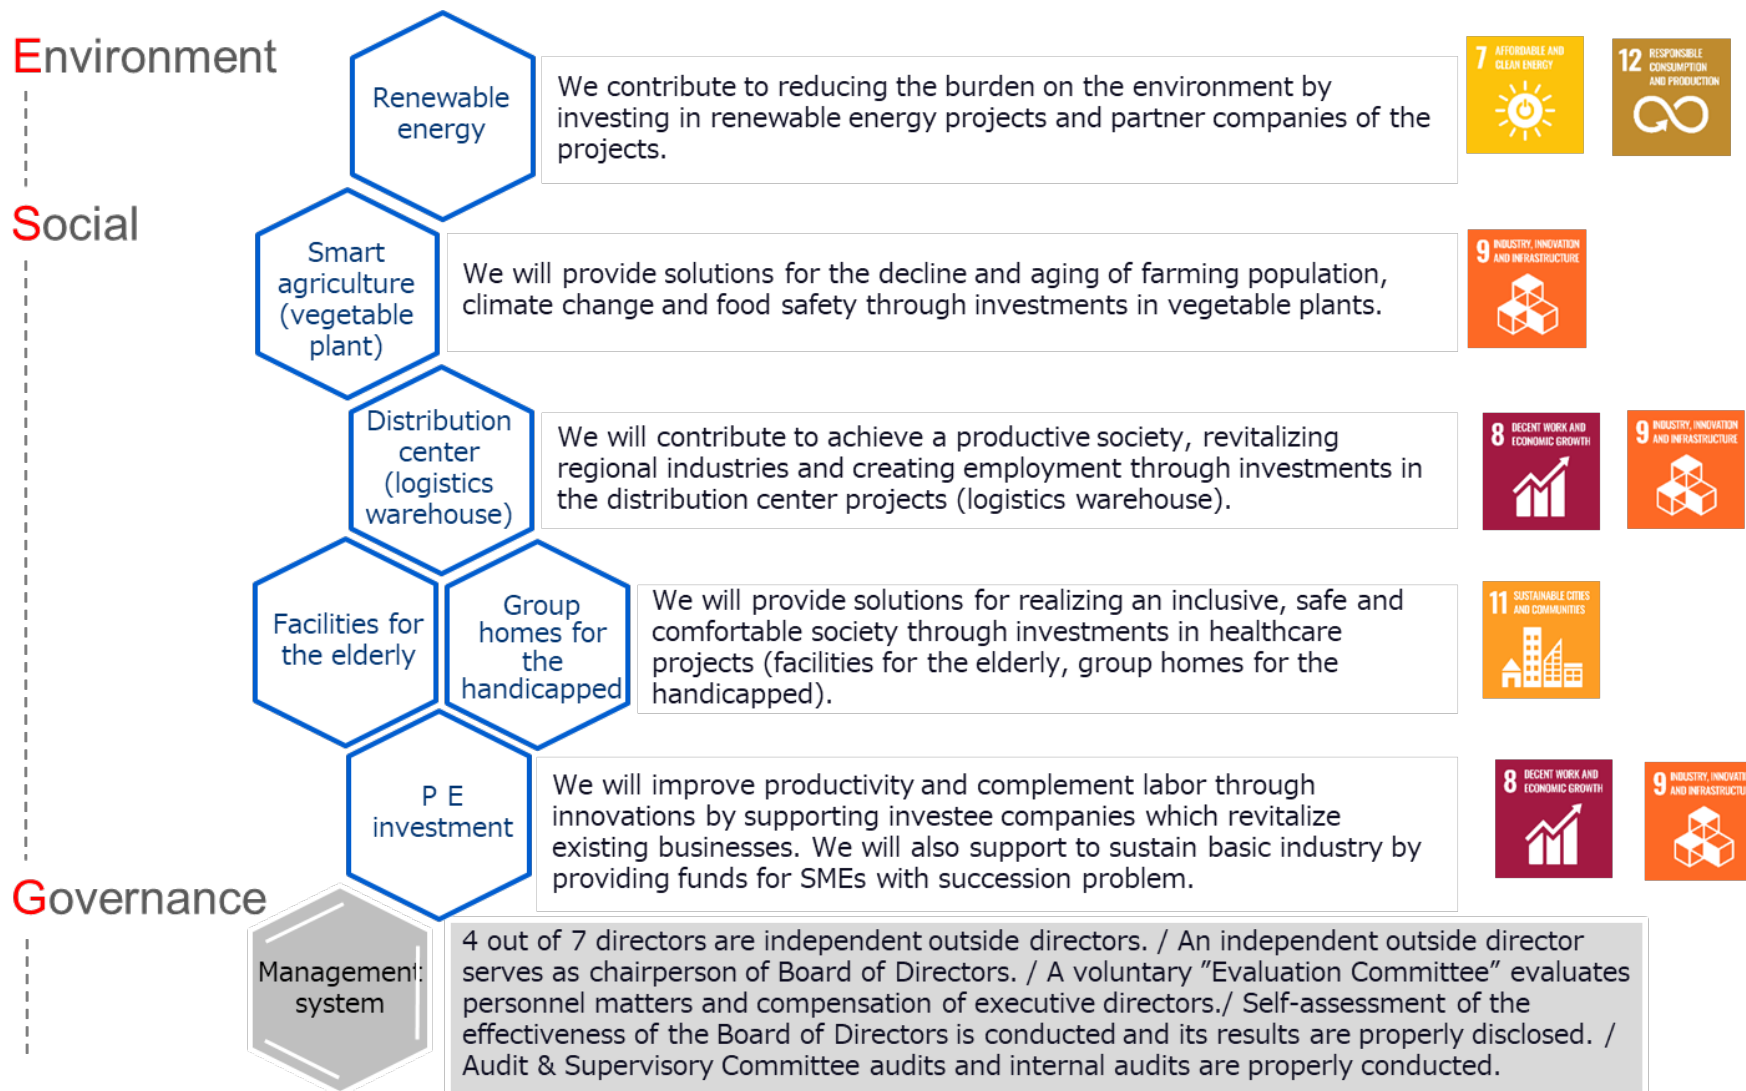 Environment
Renewable
energy
We contribute to reducing the burden on the environment by
investing in renewable energy projects and partner companies of the
projects.
7 AFFORDABLE AND
CLEAN ENERGY
12 RESPONSIBLE
CONSUMPTION
AND PRODUCTION
Social
Smart
agriculture
(vegetable
plant)
We will provide solutions for the decline and aging of farming population,
climate change and food safety through investments in vegetable plants.
9 INDUSTRY, INNOVATION
AND INFRASTRUCTURE
Distribution
center
(logistics
warehouse)
We will contribute to achieve a productive society, revitalizing
regional industries and creating employment through investments in
the distribution center projects (logistics warehouse).
8 DECENT WORK AND
ECONOMIC GROWTH
9 INDUSTRY, INNOVATION
AND INFRASTRUCTURE
Facilities for
the elderly
Group
homes for
the
handicapped
We will provide solutions for realizing an inclusive, safe and
comfortable society through investments in healthcare
projects (facilities for the elderly, group homes for the
handicapped).
11 SUSTAINABLE CITIES
AND COMMUNITIES
P E
investment
We will improve productivity and complement labor through
innovations by supporting investee companies which revitalize
existing businesses. We will also support to sustain basic industry by
providing funds for SMEs with succession problem.
8 DECENT WORK AND
ECONOMIC GROWTH
9 INDUSTRY, INNOVATI
AND INFRASTRUCTU
Governance
Management
system
4 out of 7 directors are independent outside directors. / An independent outside director
serves as chairperson of Board of Directors. / A voluntary ”Evaluation Committee” evaluates
personnel matters and compensation of executive directors./ Self-assessment of the
effectiveness of the Board of Directors is conducted and its results are properly disclosed. /
Audit & Supervisory Committee audits and internal audits are properly conducted.